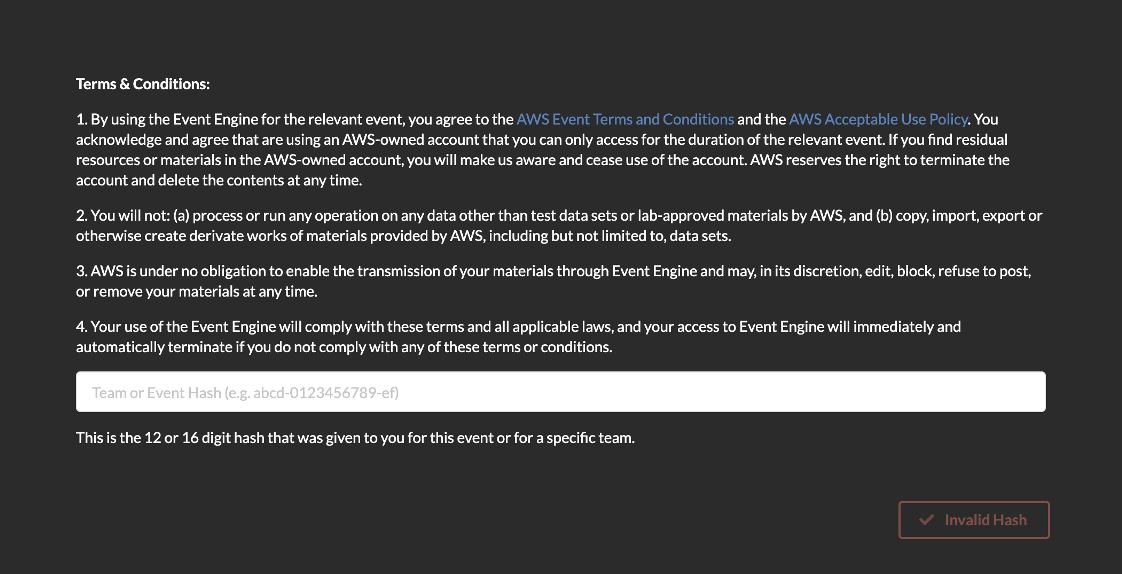 Terms & Conditions:
1. By using the Event Engine for the relevant event, you agree to the AWS Event Terms and Conditions and the AWS Acceptable Use Policy. You
acknowledge and agree that are using an AWS-owned account that you can only access for the duration of the relevant event. If you find residual
resources or materials in the AWS-owned account, you will make us aware and cease use of the account. AWS reserves the right to terminate the
account and delete the contents at any time.
2. You will not: (a) process or run any operation on any data other than test data sets or lab-approved materials by AWS, and (b) copy, import, export or
otherwise create derivate works of materials provided by AWS, including but not limited to, data sets.
3. AWS is under no obligation to enable the transmission of your materials through Event Engine and may, in its discretion, edit, block, refuse to post,
or remove your materials at any time.
4. Your use of the Event Engine will comply with these terms and all applicable laws, and your access to Event Engine will immediately and
automatically terminate if you do not comply with any of these terms or conditions.
Team or Event Hash (e.g. abcd-0123456789-ef)
This is the 12 or 16 digit hash that was given to you for this event or for a specific team.
Invalid Hash